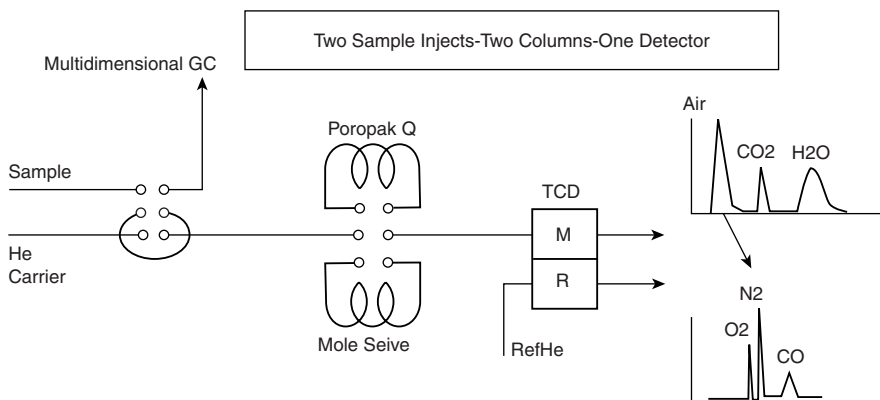 Two Sample Injects-Two Columns-One Detector
Multidimensional GC
Sample
He
Carrier
Poropak Q
Mole Seive
TCD
M
R
RefHe
Air
CO2
H2O
N2
O2
CO